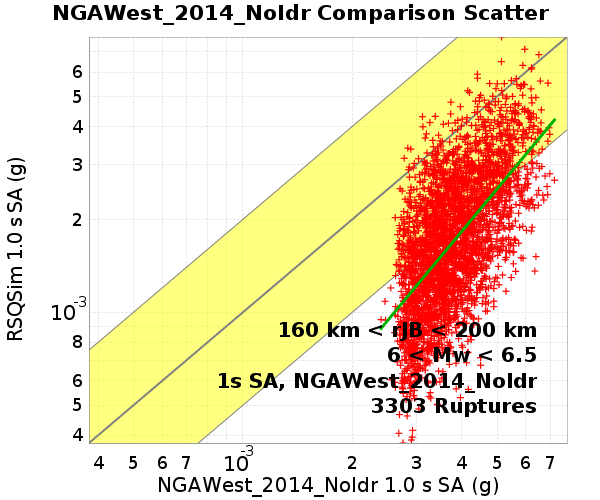 NGAWest_2014_NoIdr Comparison Scatter
RSQSim 1.0 s SA (g)
6
5
4
3
2
10⁻³
8
6
5
4
160 km < rJB < 200 km
6 < Mw < 6.5
1s SA, NGAWest_2014_NoIdr
3303 Ruptures
4 5 6 7 10⁻³ 2 3 4 5 6 7
NGAWest_2014_NoIdr 1.0 s SA (g)